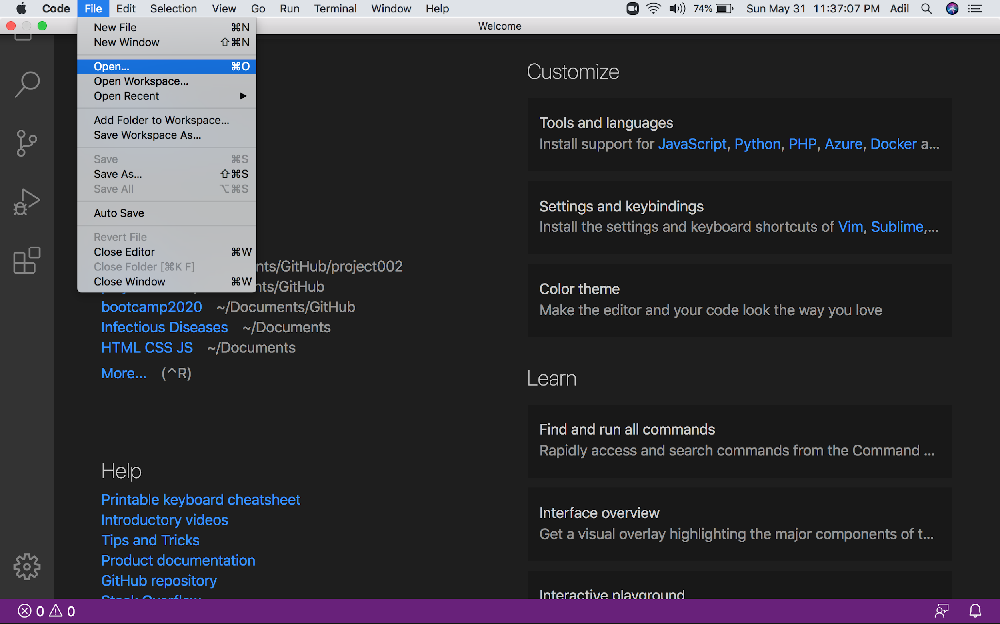 Code File Edit Selection View Go Run Terminal Window Help 74% Sun May 31 11:37:07 PM Adil
Welcome
New File ⌘N
New Window ⇧⌘N
Open... ⌘O
Open Workspace...
Open Recent ▶
Add Folder to Workspace...
Save Workspace As...
Save ⌘S
Save As... ⇧⌘S
Save All ⌥⌘S
Auto Save
Revert File
Close Editor ⌘W
Close Folder [⌘K F]
Close Window ⌘W
nts/GitHub/project002
nts/GitHub
bootcamp2020 ~/Documents/GitHub
Infectious Diseases ~/Documents
HTML CSS JS ~/Documents
More... (^R)
Help
Printable keyboard cheatsheet
Introductory videos
Tips and Tricks
Product documentation
GitHub repository
Stack Overflow
Customize
Tools and languages
Install support for JavaScript, Python, PHP, Azure, Docker a...
Settings and keybindings
Install the settings and keyboard shortcuts of Vim, Sublime,...
Color theme
Make the editor and your code look the way you love
Learn
Find and run all commands
Rapidly access and search commands from the Command ...
Interface overview
Get a visual overlay highlighting the major components of t...
Interactive playground
0 0